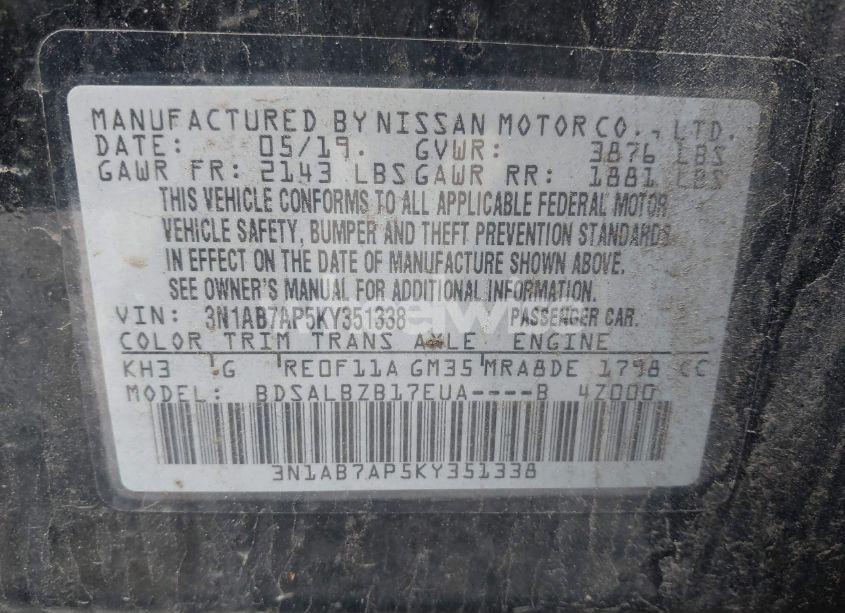 MANUFACTURED BY NISSAN MOTOR CO., LTD.
DATE: 05/19. GVWR: 3876 LBS
GAWR FR: 2143 LBS GAWR RR: 1881 LBS
THIS VEHICLE CONFORMS TO ALL APPLICABLE FEDERAL MOTOR
VEHICLE SAFETY, BUMPER AND THEFT PREVENTION STANDARDS
IN EFFECT ON THE DATE OF MANUFACTURE SHOWN ABOVE.
SEE OWNER'S MANUAL FOR ADDITIONAL INFORMATION.
VIN: 3N1AB7AP5KY351338 PASSENGER CAR.
COLOR TRIM TRANS AXLE ENGINE
KH3 G RE0F11A GM35 MRA8DE 1798 CC
MODEL: BDSALBZB17EUA----B 4Z000
3N1AB7AP5KY351338